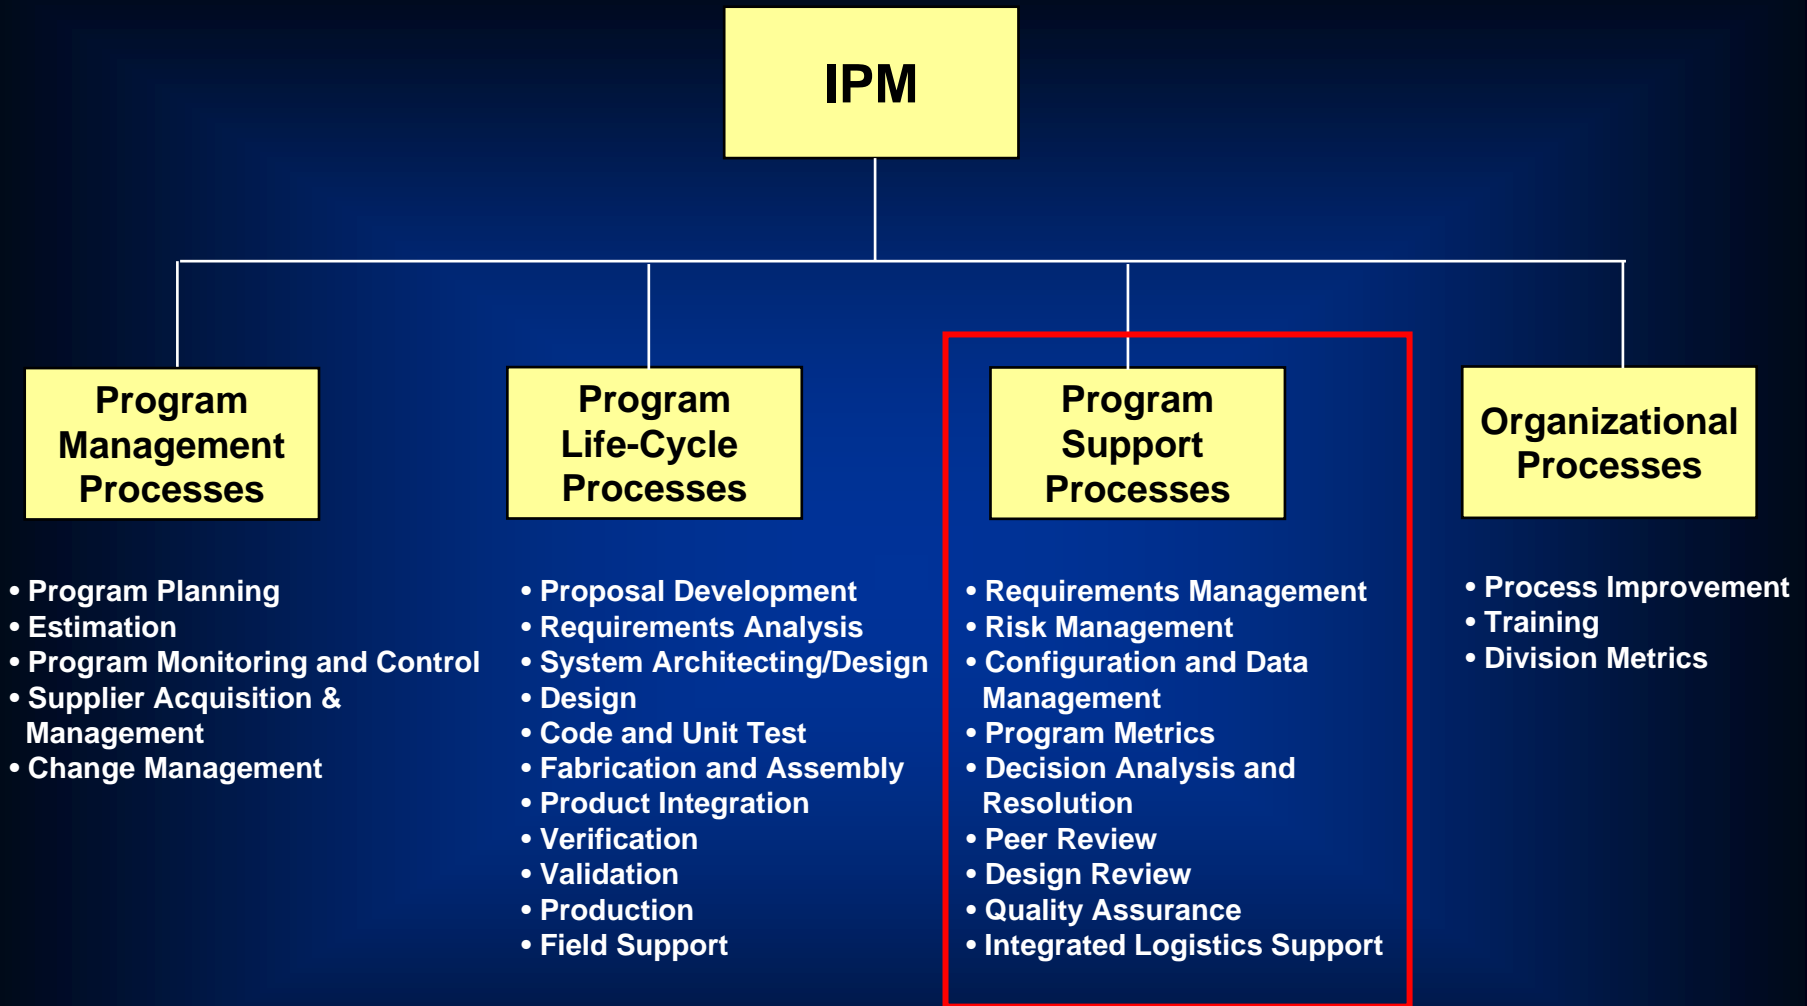 IPM
Program
Management
Processes
• Program Planning
• Estimation
• Program Monitoring and Control
• Supplier Acquisition &
Management
• Change Management
Program
Life-Cycle
Processes
• Proposal Development
• Requirements Analysis
• System Architecting/Design
• Design
• Code and Unit Test
• Fabrication and Assembly
• Product Integration
• Verification
• Validation
• Production
• Field Support
Program
Support
Processes
• Requirements Management
• Risk Management
• Configuration and Data
Management
• Program Metrics
• Decision Analysis and
Resolution
• Peer Review
• Design Review
• Quality Assurance
• Integrated Logistics Support
Organizational
Processes
• Process Improvement
• Training
• Division Metrics